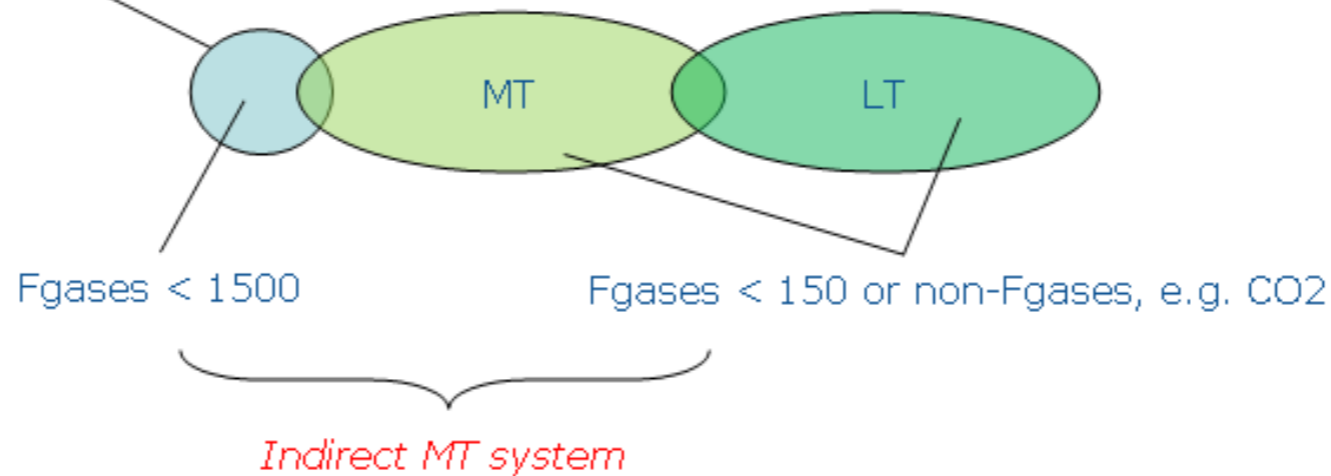 MT
LT
Fgases < 1500
Fgases < 150 or non-Fgases, e.g. CO2
Indirect MT system